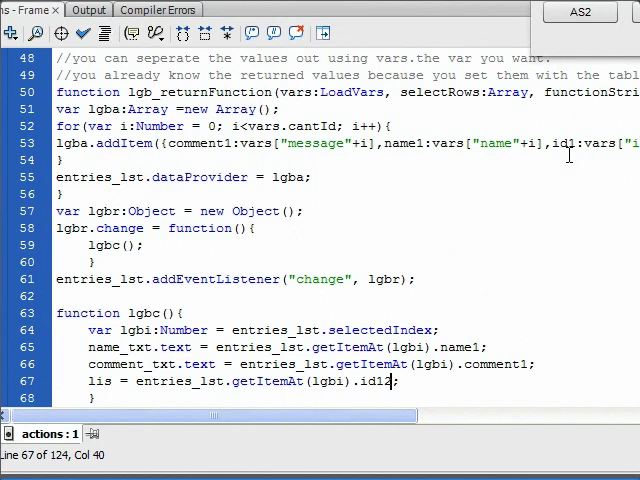 ns - Frame × Output Compiler Errors
AS2
48 //you can seperate the values out using vars.the var you want.
49 //you already know the returned values because you set them with the tabl
50 function lgb_returnFunction(vars:LoadVars, selectRows:Array, functionStri
51 var lgba:Array =new Array();
52 for(var i:Number = 0; i<vars.cantId; i++){
53 lgba.addItem({comment1:vars["message"+i],name1:vars["name"+i],id1:vars["i
54 }
55 entries_lst.dataProvider = lgba;
56 }
57 var lgbr:Object = new Object();
58 lgbr.change = function(){
59 lgbc();
60 }
61 entries_lst.addEventListener("change", lgbr);
62
63 function lgbc(){
64 var lgbi:Number = entries_lst.selectedIndex;
65 name_txt.text = entries_lst.getItemAt(lgbi).name1;
66 comment_txt.text = entries_lst.getItemAt(lgbi).comment1;
67 lis = entries_lst.getItemAt(lgbi).id12;
68 }
actions : 1
Line 67 of 124, Col 40